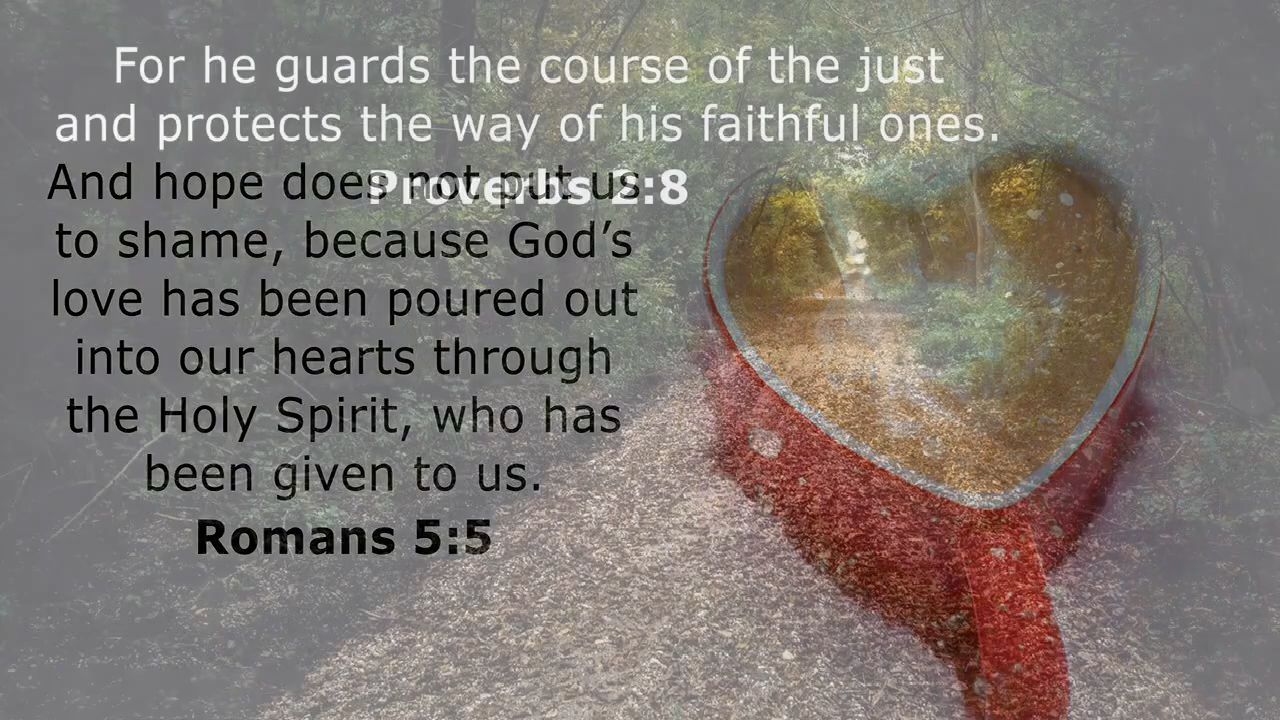 For he guards the course of the just
and protects the way of his faithful ones.
Proverbs 2:8
And hope does not put us
to shame, because God’s
love has been poured out
into our hearts through
the Holy Spirit, who has
been given to us.
Romans 5:5